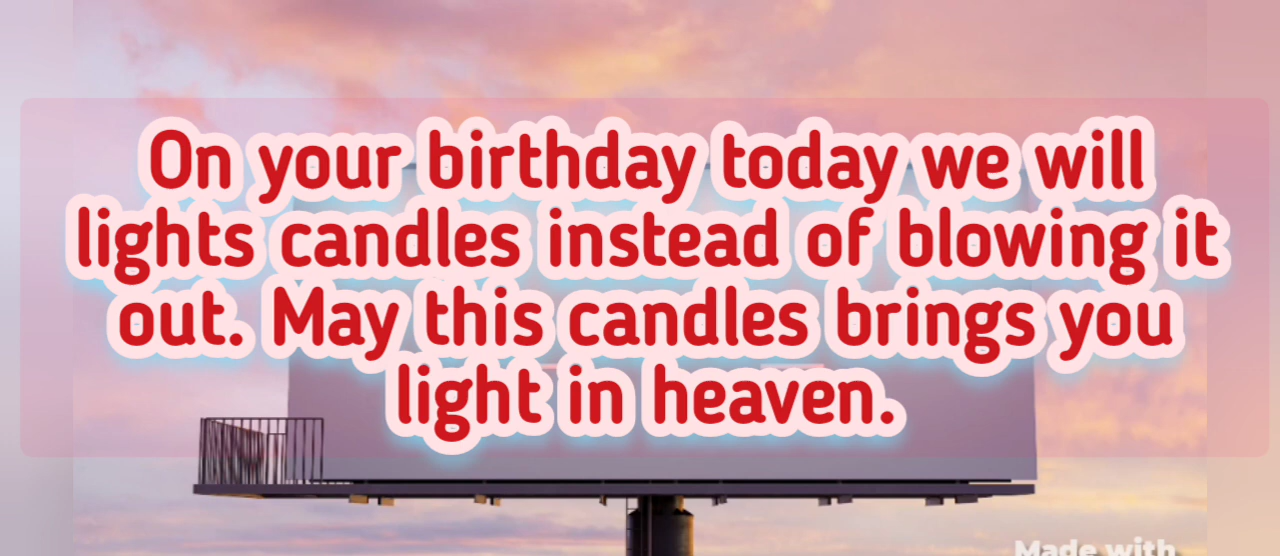 On your birthday today we will
lights candles instead of blowing it
out. May this candles brings you
light in heaven.
Made with